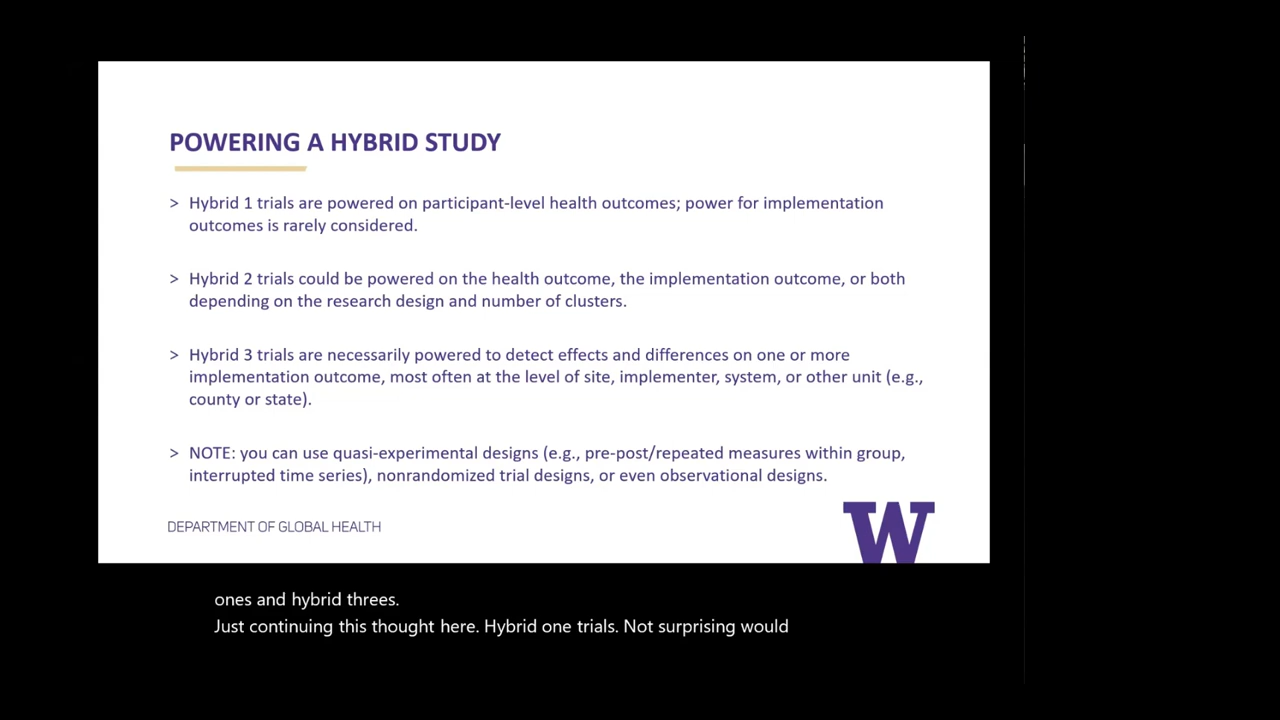 POWERING A HYBRID STUDY
> Hybrid 1 trials are powered on participant-level health outcomes; power for implementation
outcomes is rarely considered.
> Hybrid 2 trials could be powered on the health outcome, the implementation outcome, or both
depending on the research design and number of clusters.
> Hybrid 3 trials are necessarily powered to detect effects and differences on one or more
implementation outcome, most often at the level of site, implementer, system, or other unit (e.g.,
county or state).
> NOTE: you can use quasi-experimental designs (e.g., pre-post/repeated measures within group,
interrupted time series), nonrandomized trial designs, or even observational designs.
DEPARTMENT OF GLOBAL HEALTH
W
ones and hybrid threes.
Just continuing this thought here. Hybrid one trials. Not surprising would